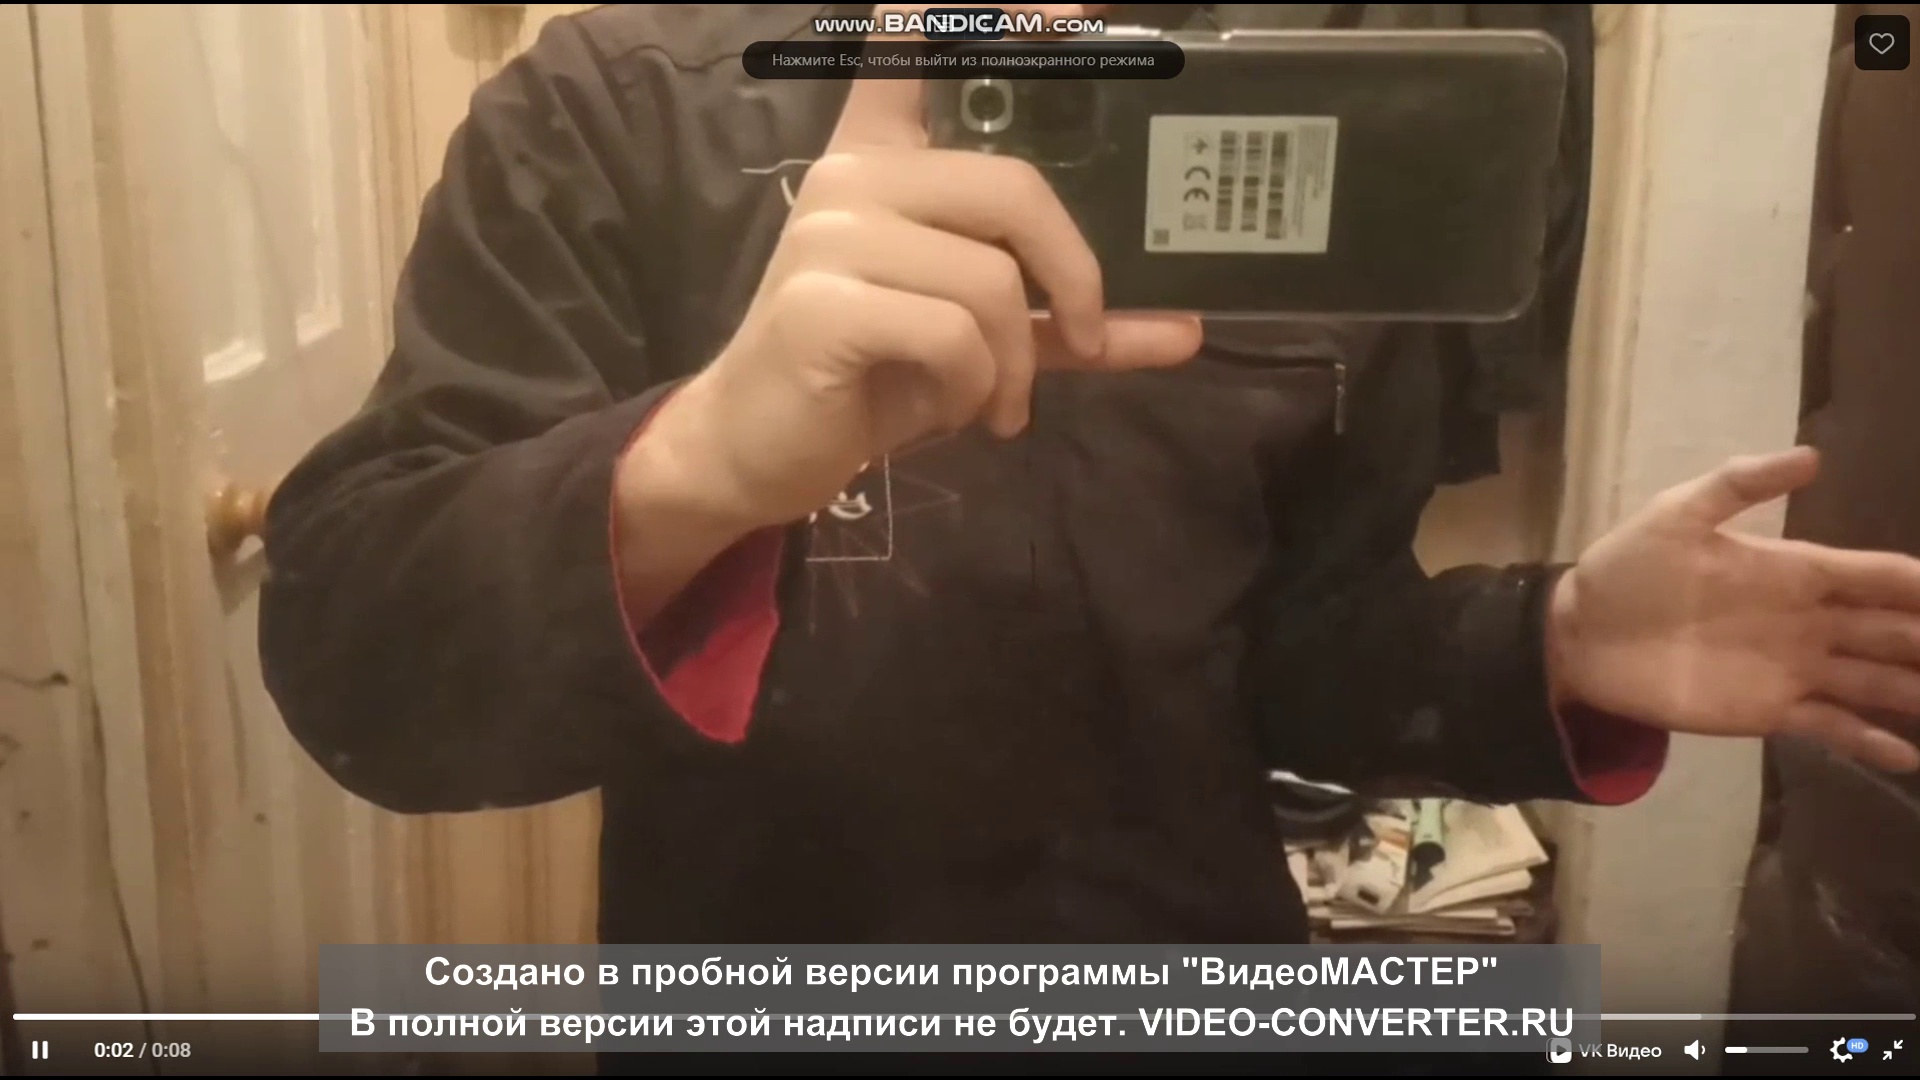 www.BANDICAM.com
Нажмите Esc, чтобы выйти из полноэкранного режима
CE
Создано в пробной версии программы "ВидеоМАСТЕР"
В полной версии этой надписи не будет. VIDEO-CONVERTER.RU
0:02 / 0:08
VK Видео
HD